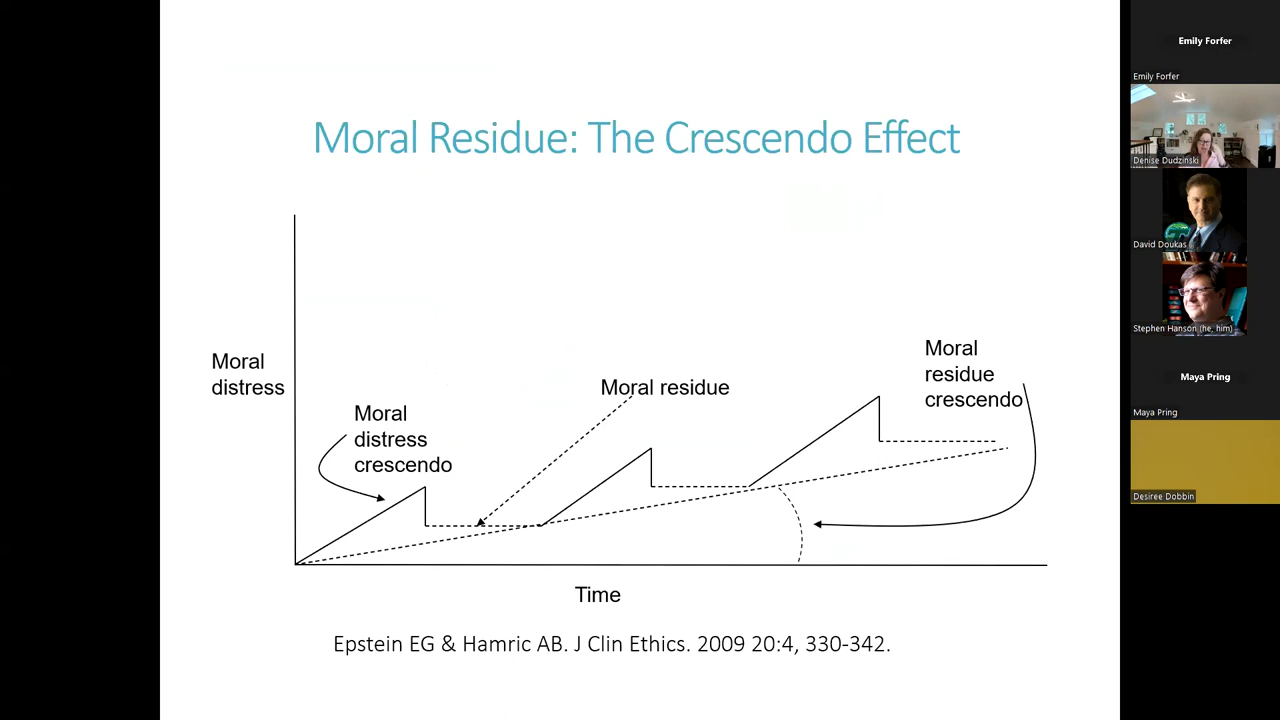 Moral Residue: The Crescendo Effect
Moral
distress
Moral
distress
crescendo
Moral residue
Moral
residue
crescendo
Time
Epstein EG & Hamric AB. J Clin Ethics. 2009 20:4, 330-342.
Emily Forfer
Emily Forfer
Denise Dudzinski
David Doukas
Stephen Hanson (he, him)
Maya Pring
Maya Pring
Desiree Dobbin